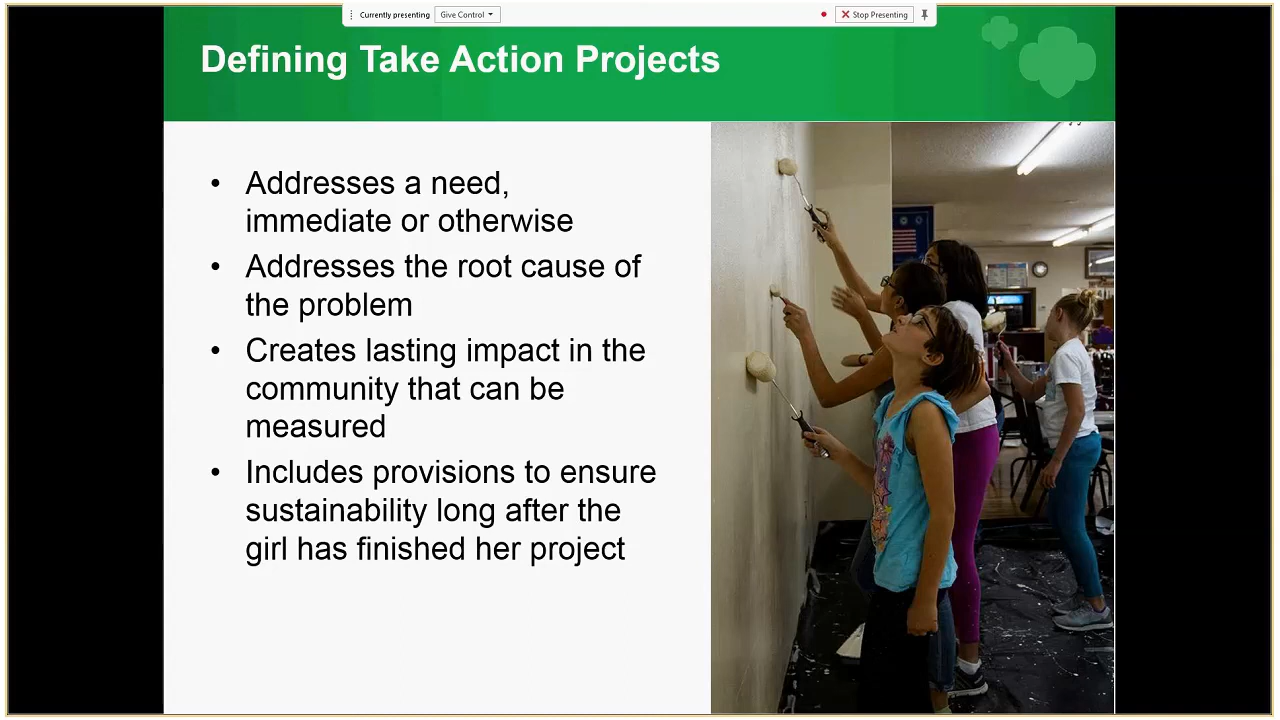 Currently presenting
Give Control
Stop Presenting
Defining Take Action Projects
• Addresses a need,
immediate or otherwise
• Addresses the root cause of
the problem
• Creates lasting impact in the
community that can be
measured
• Includes provisions to ensure
sustainability long after the
girl has finished her project